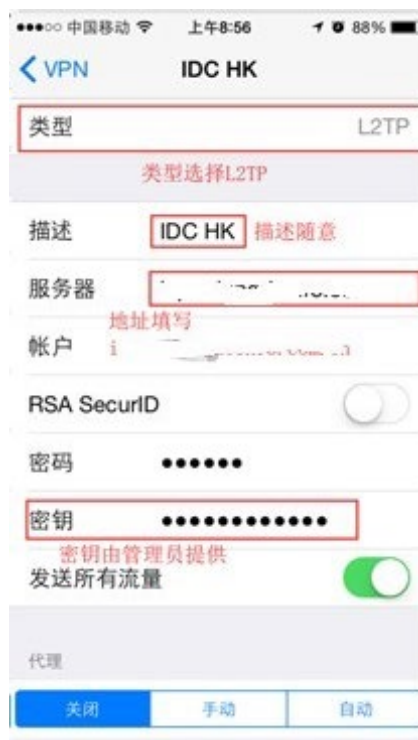 中国移动 上午8:56 88%
VPN IDC HK
类型 L2TP
类型选择L2TP
描述 IDC HK 描述随意
服务器
地址填写
帐户
RSA SecurID
密码 ●●●●●●
密钥 ●●●●●●●●●●●●
密钥由管理员提供
发送所有流量
代理
关闭 手动 自动